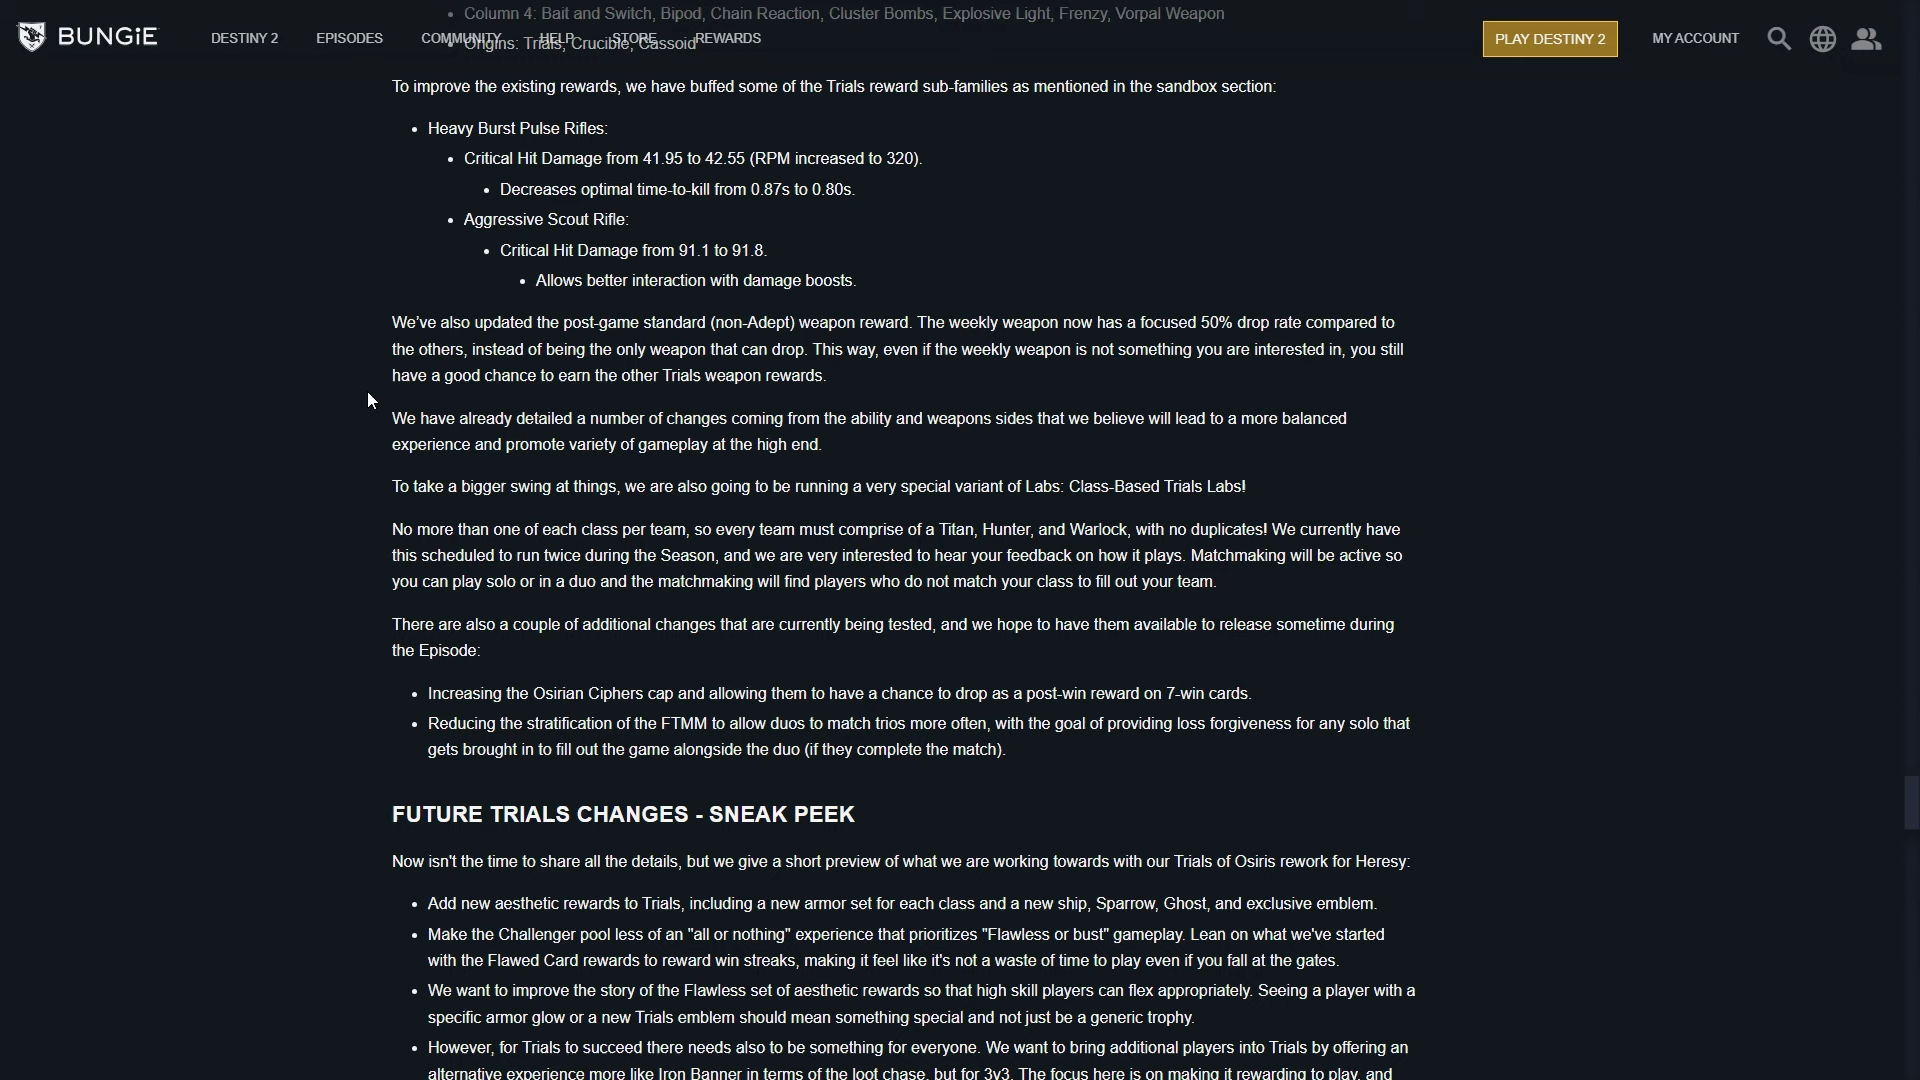 Column 4: Bait and Switch, Bipod, Chain Reaction, Cluster Bombs, Explosive Light, Frenzy, Vorpal Weapon
BUNGiE
DESTINY 2
EPISODES
COMMUNITY
HELP
STORE
REWARDS
PLAY DESTINY 2
MY ACCOUNT
Origins: Trials, Crucible, Cassoid
To improve the existing rewards, we have buffed some of the Trials reward sub-families as mentioned in the sandbox section:
• Heavy Burst Pulse Rifles:
• Critical Hit Damage from 41.95 to 42.55 (RPM increased to 320).
• Decreases optimal time-to-kill from 0.87s to 0.80s.
• Aggressive Scout Rifle:
• Critical Hit Damage from 91.1 to 91.8.
• Allows better interaction with damage boosts.
We've also updated the post-game standard (non-Adept) weapon reward. The weekly weapon now has a focused 50% drop rate compared to
the others, instead of being the only weapon that can drop. This way, even if the weekly weapon is not something you are interested in, you still
have a good chance to earn the other Trials weapon rewards.
We have already detailed a number of changes coming from the ability and weapons sides that we believe will lead to a more balanced
experience and promote variety of gameplay at the high end.
To take a bigger swing at things, we are also going to be running a very special variant of Labs: Class-Based Trials Labs!
No more than one of each class per team, so every team must comprise of a Titan, Hunter, and Warlock, with no duplicates! We currently have
this scheduled to run twice during the Season, and we are very interested to hear your feedback on how it plays. Matchmaking will be active so
you can play solo or in a duo and the matchmaking will find players who do not match your class to fill out your team.
There are also a couple of additional changes that are currently being tested, and we hope to have them available to release sometime during
the Episode:
• Increasing the Osirian Ciphers cap and allowing them to have a chance to drop as a post-win reward on 7-win cards.
• Reducing the stratification of the FTMM to allow duos to match trios more often, with the goal of providing loss forgiveness for any solo that
gets brought in to fill out the game alongside the duo (if they complete the match).
FUTURE TRIALS CHANGES - SNEAK PEEK
Now isn't the time to share all the details, but we give a short preview of what we are working towards with our Trials of Osiris rework for Heresy:
• Add new aesthetic rewards to Trials, including a new armor set for each class and a new ship, Sparrow, Ghost, and exclusive emblem.
• Make the Challenger pool less of an "all or nothing" experience that prioritizes "Flawless or bust" gameplay. Lean on what we've started
with the Flawed Card rewards to reward win streaks, making it feel like it's not a waste of time to play even if you fall at the gates.
• We want to improve the story of the Flawless set of aesthetic rewards so that high skill players can flex appropriately. Seeing a player with a
specific armor glow or a new Trials emblem should mean something special and not just be a generic trophy.
• However, for Trials to succeed there needs also to be something for everyone. We want to bring additional players into Trials by offering an
alternative experience more like Iron Banner in terms of the loot chase, but for 3v3. The focus here is on making it rewarding to play, and